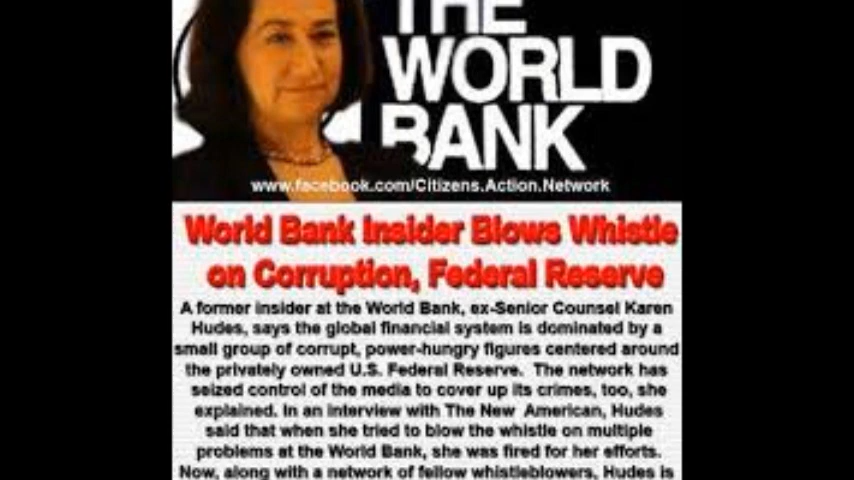 THE
WORLD
BANK
www.facebook.com/Citizens.Action.Network
World Bank Insider Blows Whistle
on Corruption, Federal Reserve
A former insider at the World Bank, ex-Senior Counsel Karen
Hudes, says the global financial system is dominated by a
small group of corrupt, power-hungry figures centered around
the privately owned U.S. Federal Reserve. The network has
seized control of the media to cover up its crimes, too, she
explained. In an interview with The New American, Hudes
said that when she tried to blow the whistle on multiple
problems at the World Bank, she was fired for her efforts.
Now, along with a network of fellow whistleblowers, Hudes is